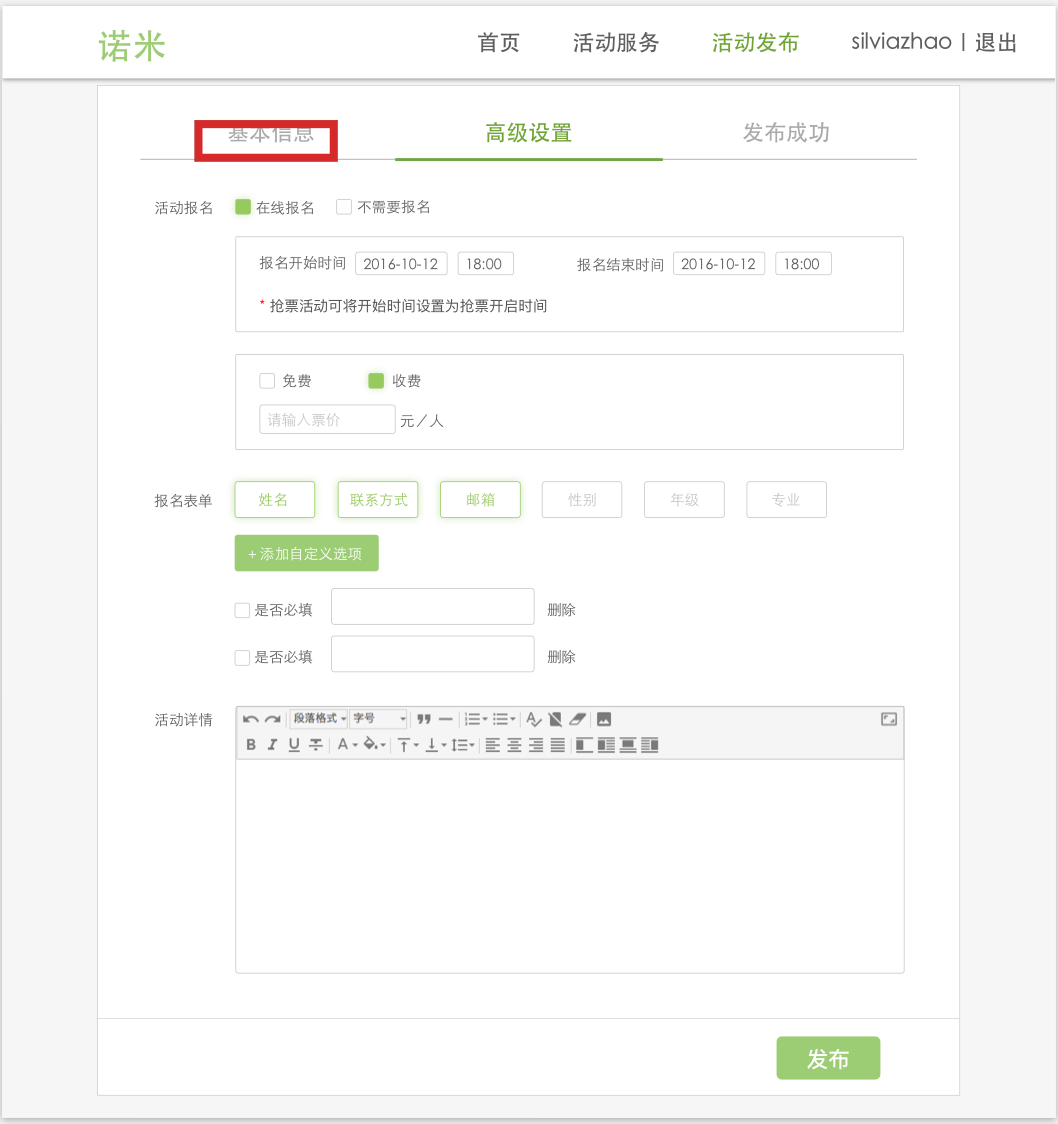 诺米
首页 活动服务 活动发布 silviazhao | 退出
基本信息 高级设置 发布成功
活动报名 在线报名 不需要报名
报名开始时间 2016-10-12 18:00 报名结束时间 2016-10-12 18:00
* 抢票活动可将开始时间设置为抢票开启时间
免费 收费
请输入票价 元／人
报名表单 姓名 联系方式 邮箱 性别 年级 专业
+ 添加自定义选项
是否必填 删除
是否必填 删除
活动详情 段落格式 字号
B I U T A
发布